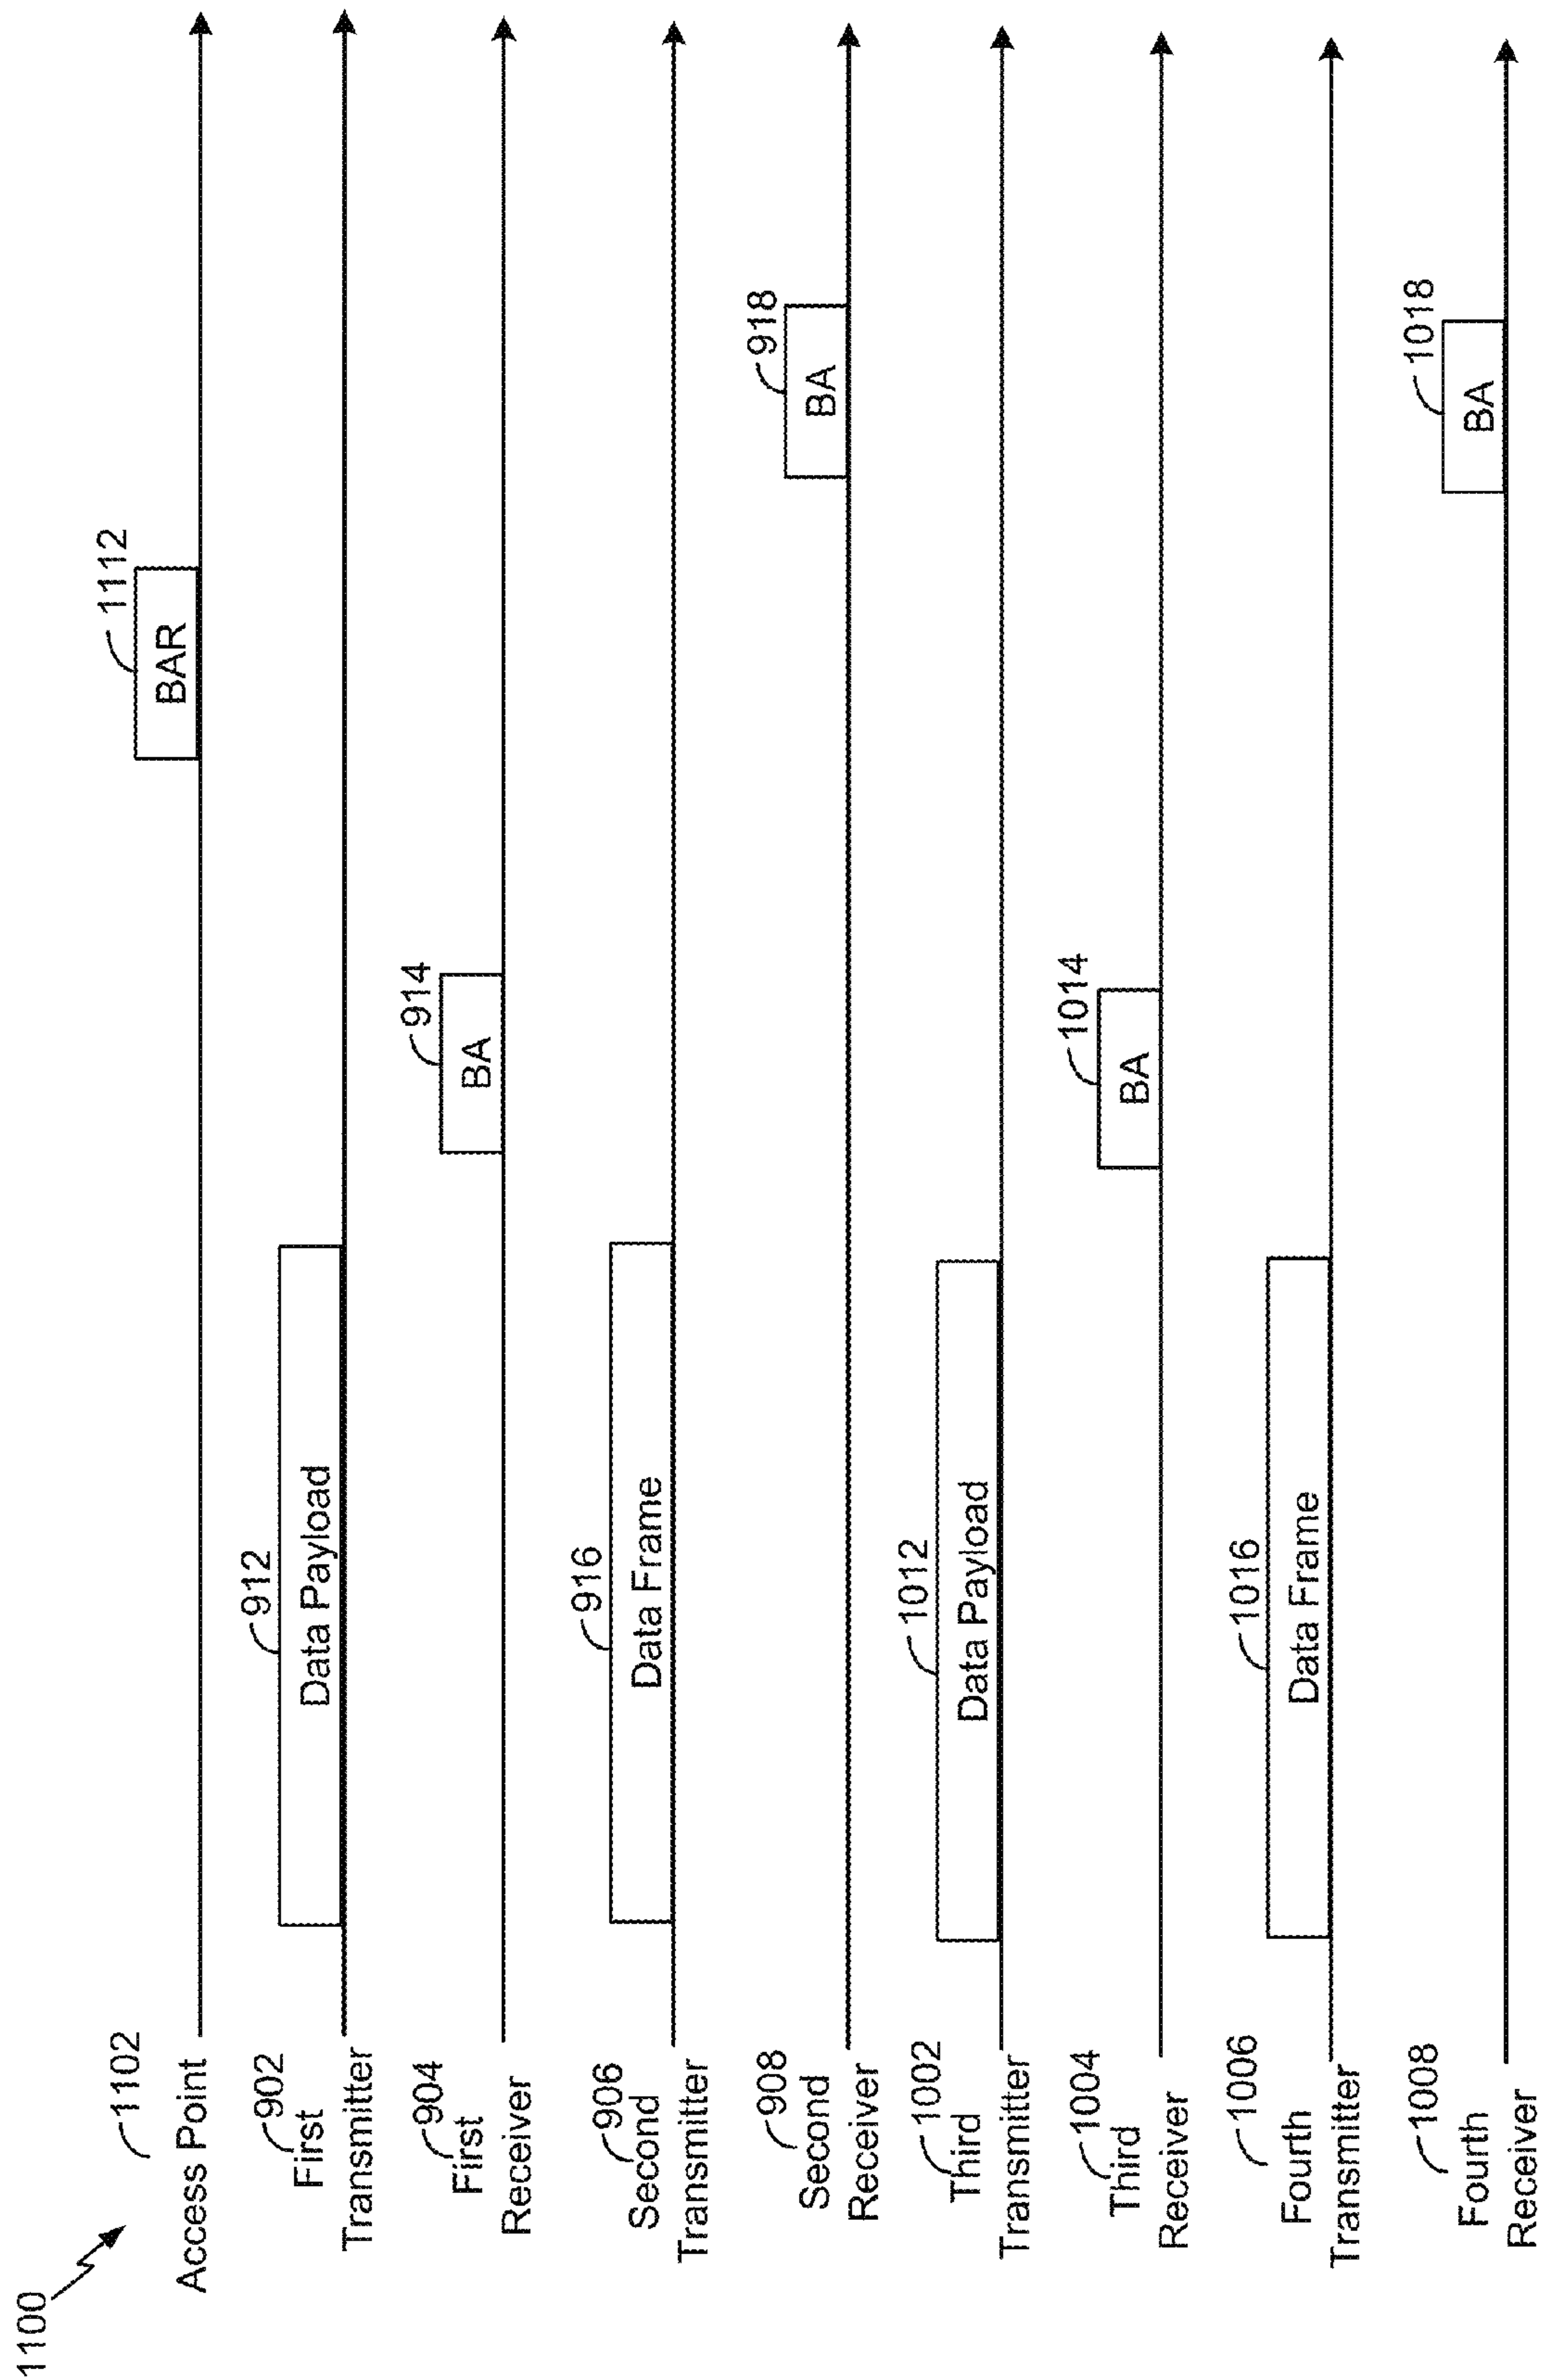 1100
1102
Access Point
1112
BAR
902
First
Transmitter
912
Data Payload
904
First
Receiver
914
BA
906
Second
Transmitter
916
Data Frame
908
Second
Receiver
918
BA
1002
Third
Transmitter
1012
Data Payload
1004
Third
Receiver
1014
BA
1006
Fourth
Transmitter
1016
Data Frame
1008
Fourth
Receiver
1018
BA